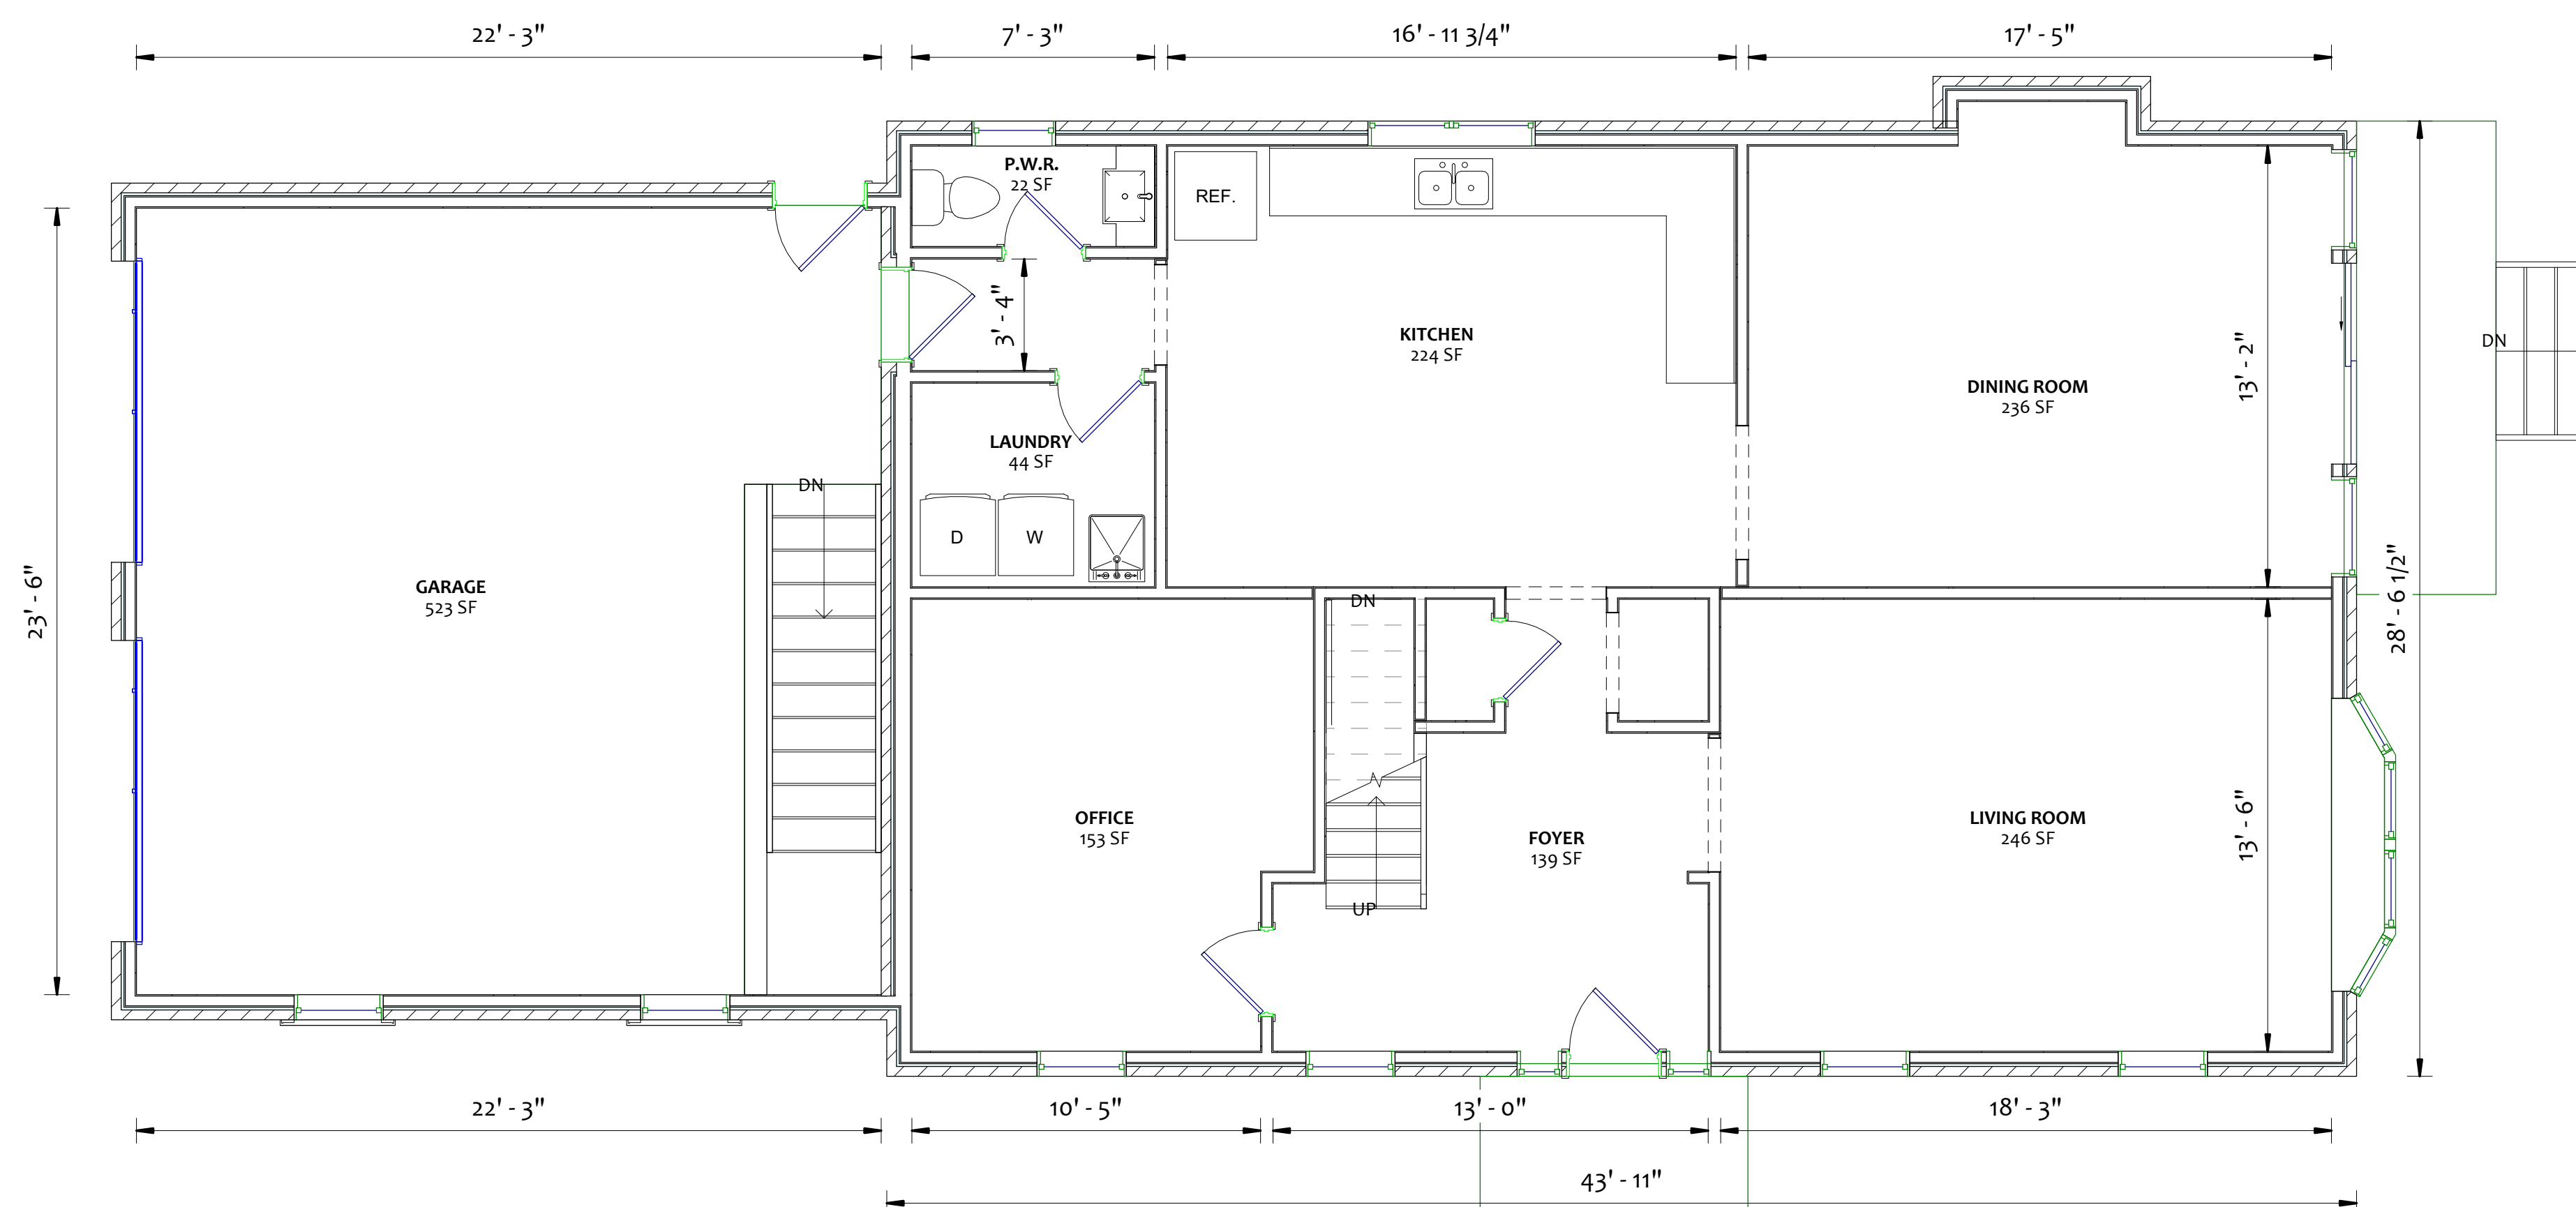 22' - 3"
7' - 3"
16' - 11 3/4"
17' - 5"
P.W.R.
22 SF
REF.
3' - 4"
KITCHEN
224 SF
13' - 2"
DN
DINING ROOM
236 SF
LAUNDRY
44 SF
DN
D
W
23' - 6"
GARAGE
523 SF
28' - 6 1/2"
DN
OFFICE
153 SF
FOYER
139 SF
LIVING ROOM
246 SF
13' - 6"
UP
22' - 3"
10' - 5"
13' - 0"
18' - 3"
43' - 11"